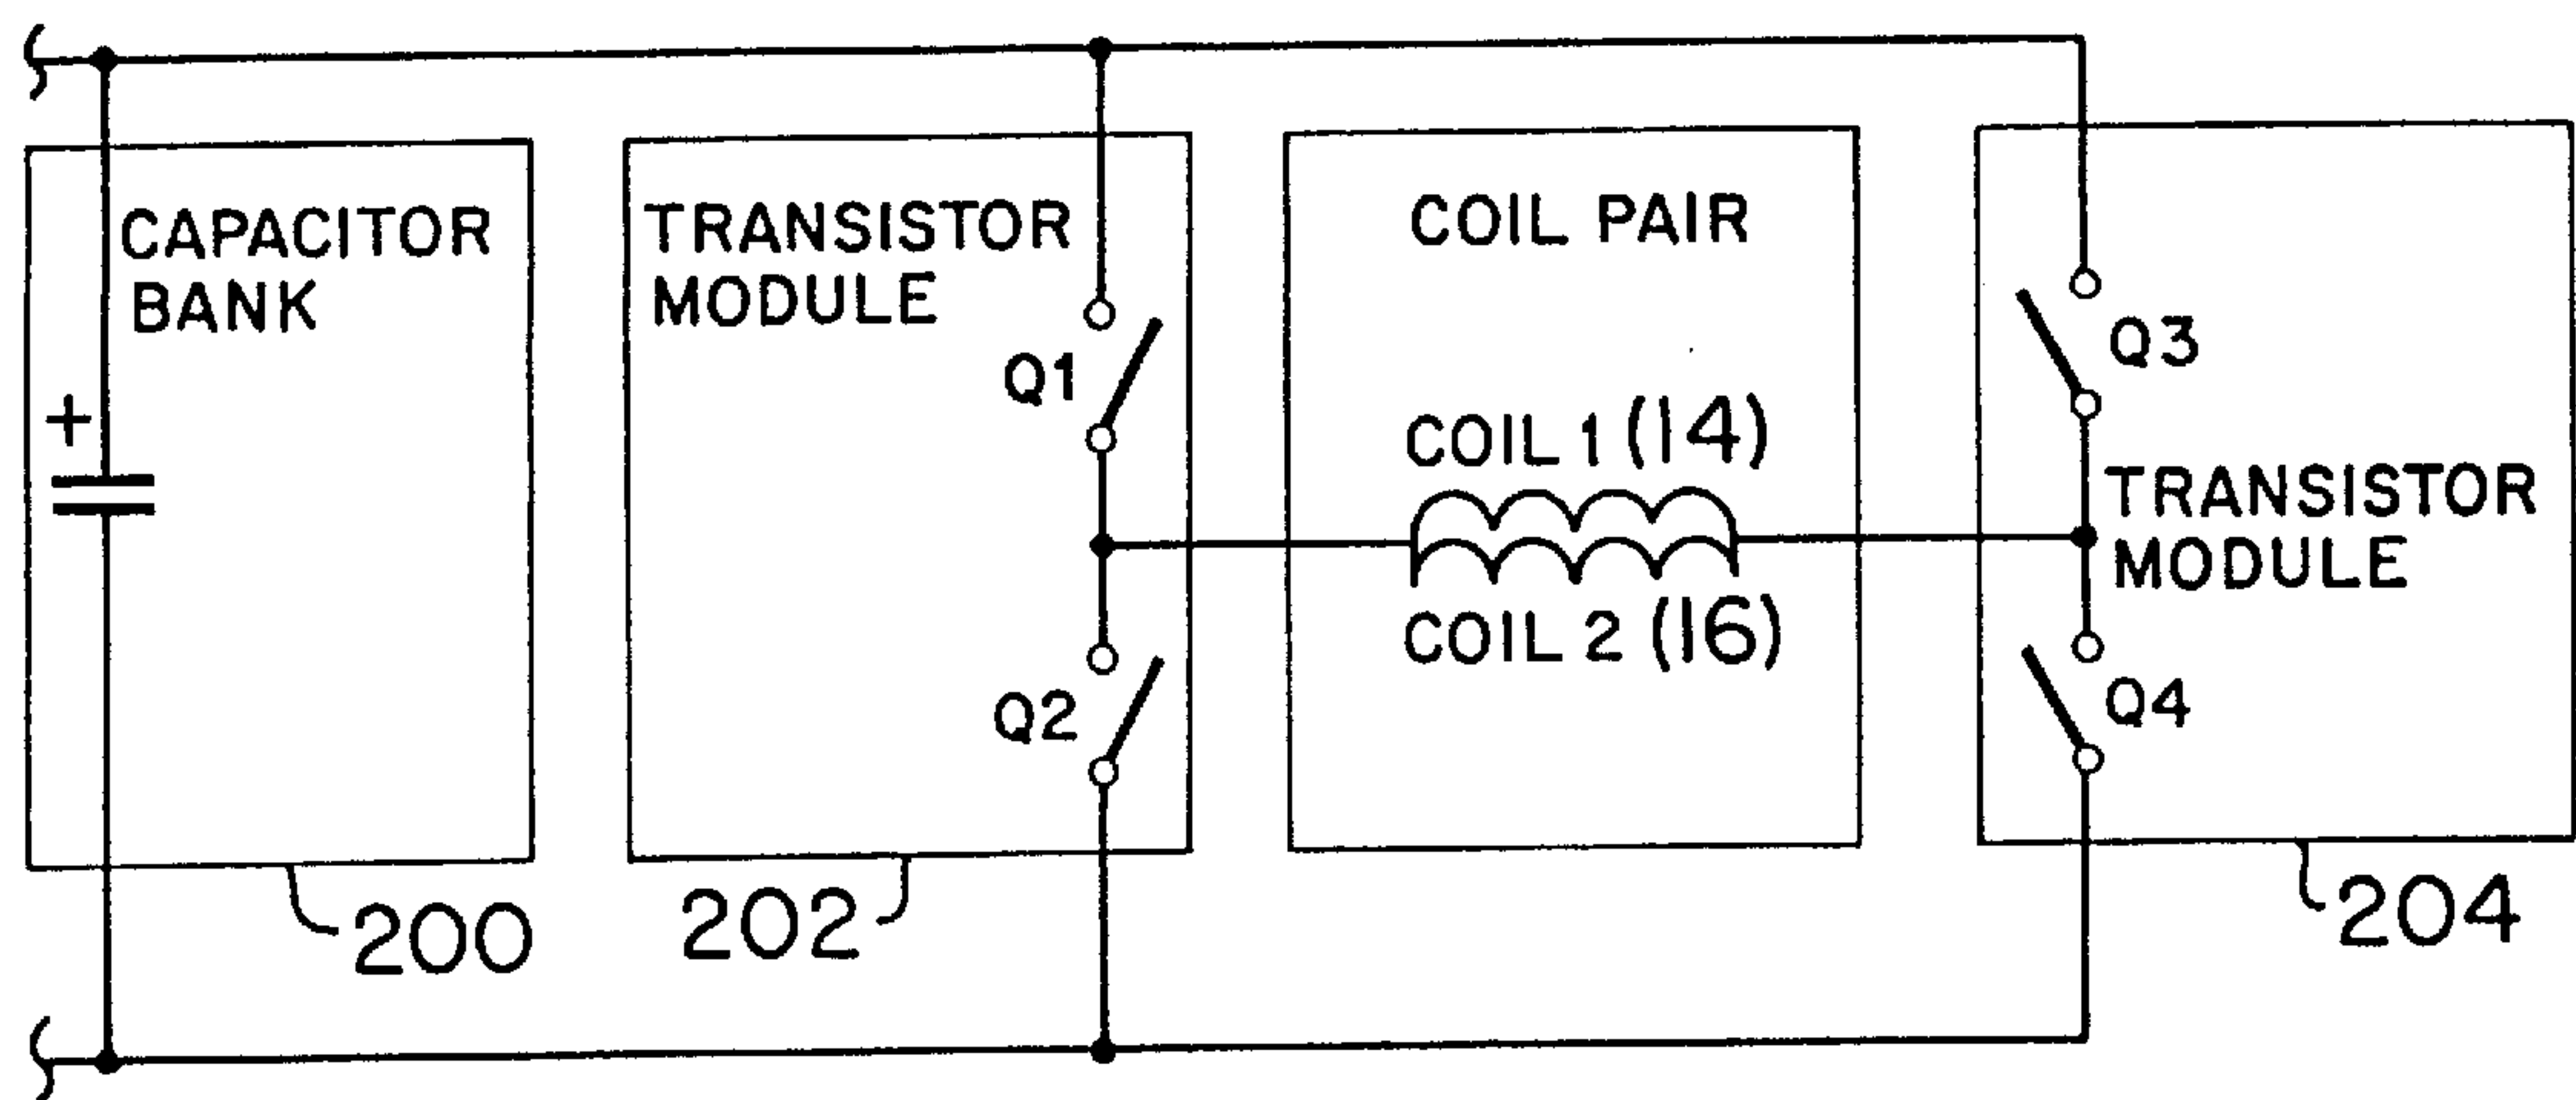 CAPACITOR
BANK
+
TRANSISTOR
MODULE
Q1
Q2
COIL PAIR
COIL 1 (14)
COIL 2 (16)
Q3
TRANSISTOR
MODULE
Q4
200
202
204